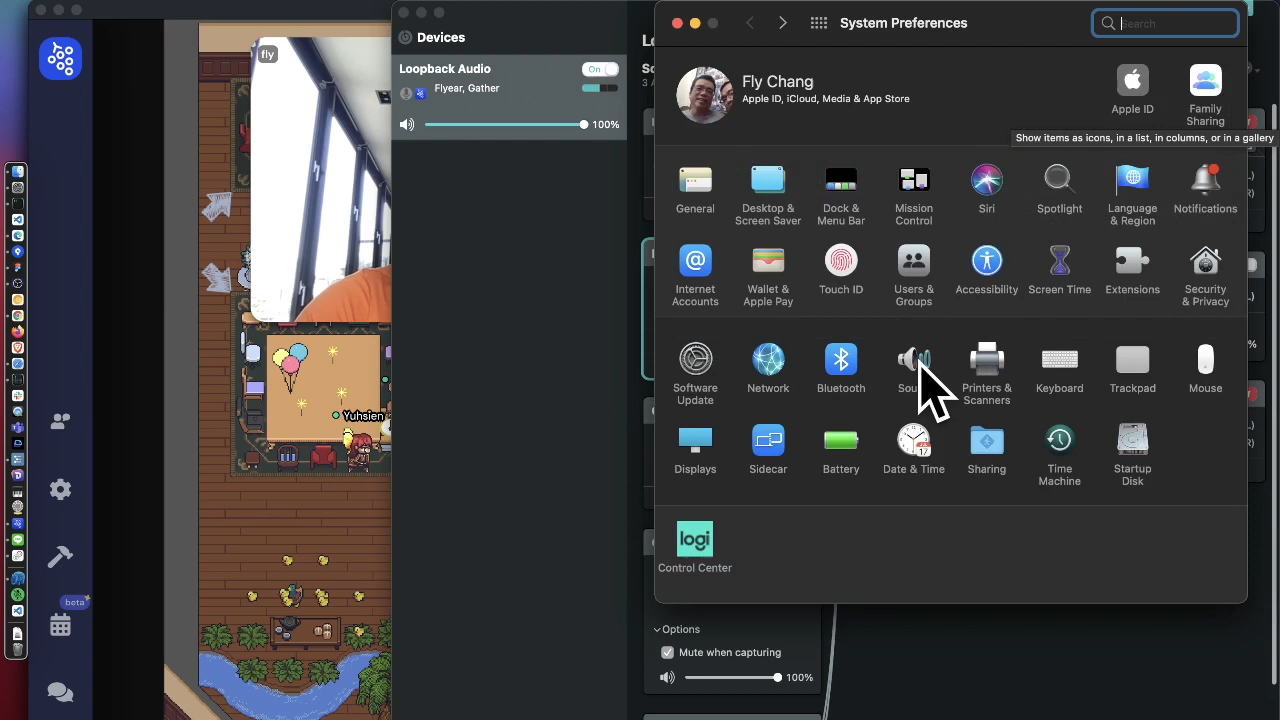 fly
Yuhsien
beta
Devices
Loopback Audio
On
Flyear, Gather
100%
System Preferences
Search
Fly Chang
Apple ID, iCloud, Media & App Store
Apple ID
Family
Sharing
Show items as icons, in a list, in columns, or in a gallery
General
Desktop &
Screen Saver
Dock &
Menu Bar
Mission
Control
Siri
Spotlight
Language
& Region
Notifications
Internet
Accounts
Wallet &
Apple Pay
Touch ID
Users &
Groups
Accessibility
Screen Time
Extensions
Security
& Privacy
Software
Update
Network
Bluetooth
Sou
Printers &
Scanners
Keyboard
Trackpad
Mouse
Displays
Sidecar
Battery
17
Date & Time
Sharing
Time
Machine
Startup
Disk
logi
Control Center
Options
Mute when capturing
100%